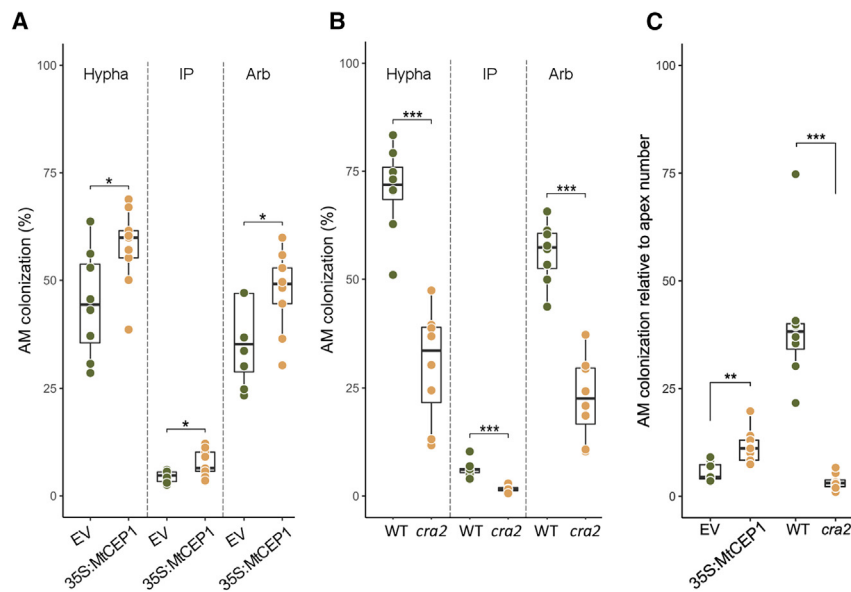 A
AM colonization (%)
100
75
50
25
0
Hypha
IP
Arb
*
*
*
EV
35S:MtCEP1
EV
35S:MtCEP1
EV
35S:MtCEP1
B
AM colonization (%)
100
75
50
25
0
Hypha
IP
Arb
***
***
***
WT cra2
WT cra2
WT cra2
C
AM colonization relative to apex number
100
75
50
25
0
**
***
EV
35S:MtCEP1
WT
cra2